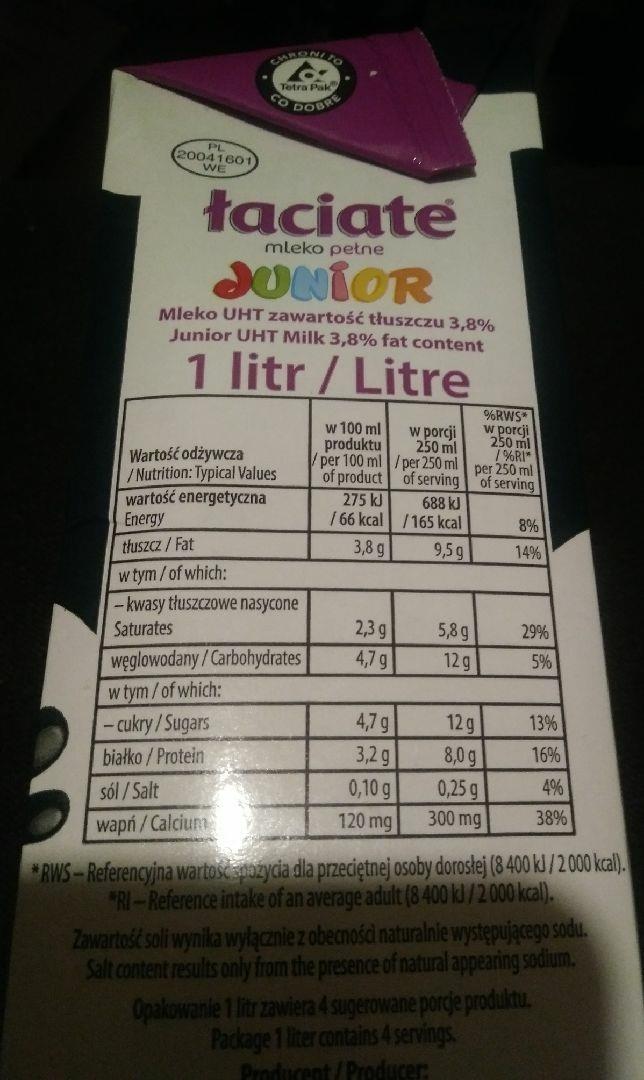 CHRONI TO
Tetra Pak®
CO DOBRE
PL
20041601
WE
łaciate®
mleko pełne
JUNIOR
Mleko UHT zawartość tłuszczu 3,8%
Junior UHT Milk 3,8% fat content
1 litr / Litre
Wartość odżywcza / Nutrition: Typical Values | w 100 ml produktu / per 100 ml of product | w porcji 250 ml / per 250 ml of serving | %RWS* w porcji 250 ml / %RI* per 250 ml of serving
wartość energetyczna Energy | 275 kJ / 66 kcal | 688 kJ / 165 kcal | 8%
tłuszcz / Fat | 3,8 g | 9,5 g | 14%
w tym / of which:
– kwasy tłuszczowe nasycone Saturates | 2,3 g | 5,8 g | 29%
węglowodany / Carbohydrates | 4,7 g | 12 g | 5%
w tym / of which:
– cukry / Sugars | 4,7 g | 12 g | 13%
białko / Protein | 3,2 g | 8,0 g | 16%
sól / Salt | 0,10 g | 0,25 g | 4%
wapń / Calcium | 120 mg | 300 mg | 38%
*RWS – Referencyjna wartość spożycia dla przeciętnej osoby dorosłej (8 400 kJ / 2 000 kcal).
*RI – Reference intake of an average adult (8 400 kJ / 2 000 kcal).
Zawartość soli wynika wyłącznie z obecności naturalnie występującego sodu.
Salt content results only from the presence of natural appearing sodium.
Opakowanie 1 litr zawiera 4 sugerowane porcje produktu.
Package 1 liter contains 4 servings.
Producent / Producer: